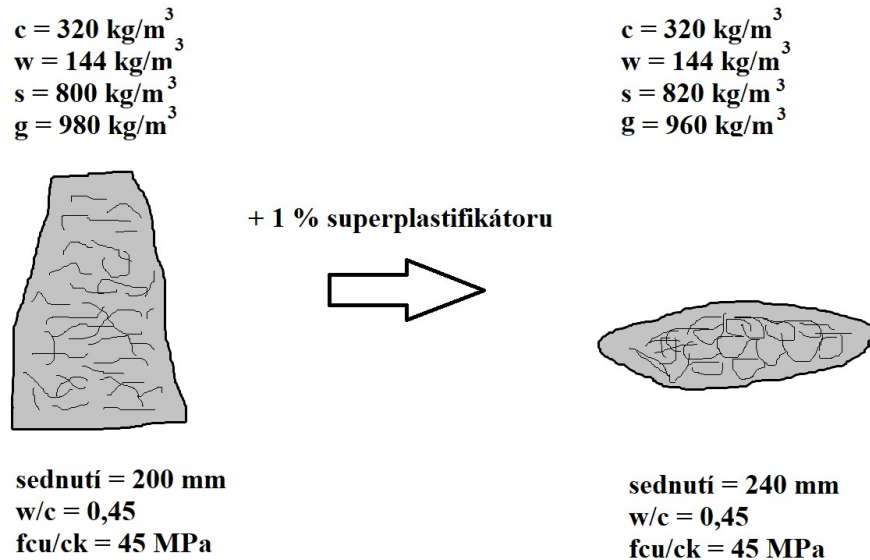 c = 320 kg/m³
w = 144 kg/m³
s = 800 kg/m³
g = 980 kg/m³
+ 1 % superplastifikátoru
sednutí = 200 mm
w/c = 0,45
fcu/ck = 45 MPa
c = 320 kg/m³
w = 144 kg/m³
s = 820 kg/m³
g = 960 kg/m³
sednutí = 240 mm
w/c = 0,45
fcu/ck = 45 MPa